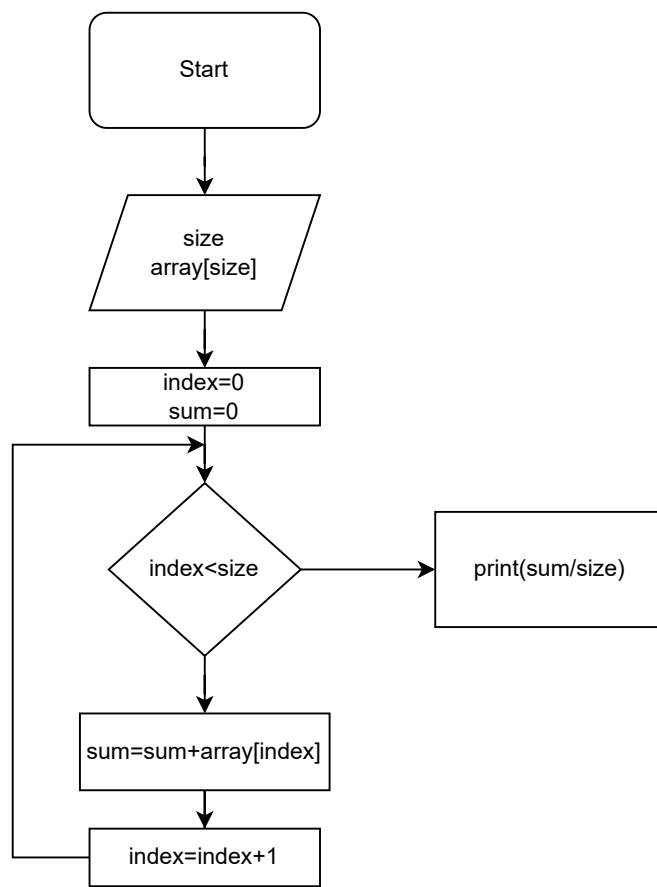 Start
size
array[size]
index=0
sum=0
index<size
print(sum/size)
sum=sum+array[index]
index=index+1